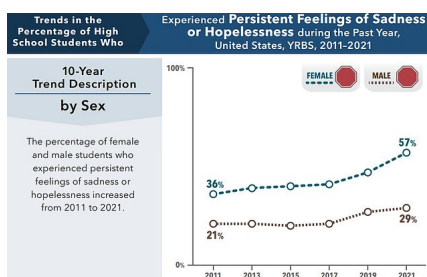 Trends in the
Percentage of High
School Students Who
Experienced Persistent Feelings of Sadness
or Hopelessness during the Past Year,
United States, YRBS, 2011-2021
10-Year
Trend Description
by Sex
The percentage of female
and male students who
experienced persistent
feelings of sadness or
hopelessness increased
from 2011 to 2021.
100%
FEMALE
MALE
57%
36%
29%
21%
0%
2011 2013 2015 2017 2019 2021